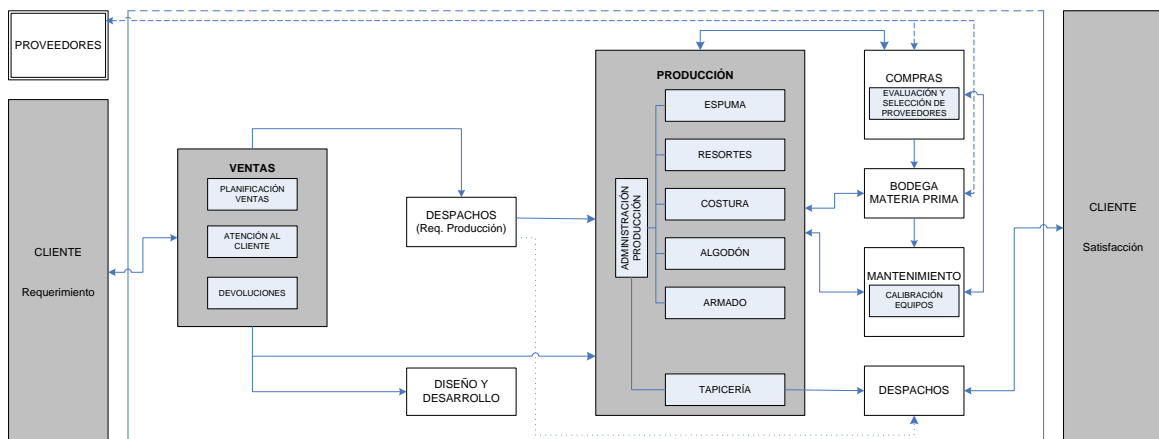 PROVEEDORES
CLIENTE
Requerimiento
VENTAS
PLANIFICACIÓN
VENTAS
ATENCIÓN AL
CLIENTE
DEVOLUCIONES
DESPACHOS
(Req. Producción)
DISEÑO Y
DESARROLLO
PRODUCCIÓN
ADMINISTRACIÓN
PRODUCCIÓN
ESPUMA
RESORTES
COSTURA
ALGODÓN
ARMADO
TAPICERÍA
COMPRAS
EVALUACIÓN Y
SELECCIÓN DE
PROVEEDORES
BODEGA
MATERIA PRIMA
MANTENIMIENTO
CALIBRACIÓN
EQUIPOS
DESPACHOS
CLIENTE
Satisfacción